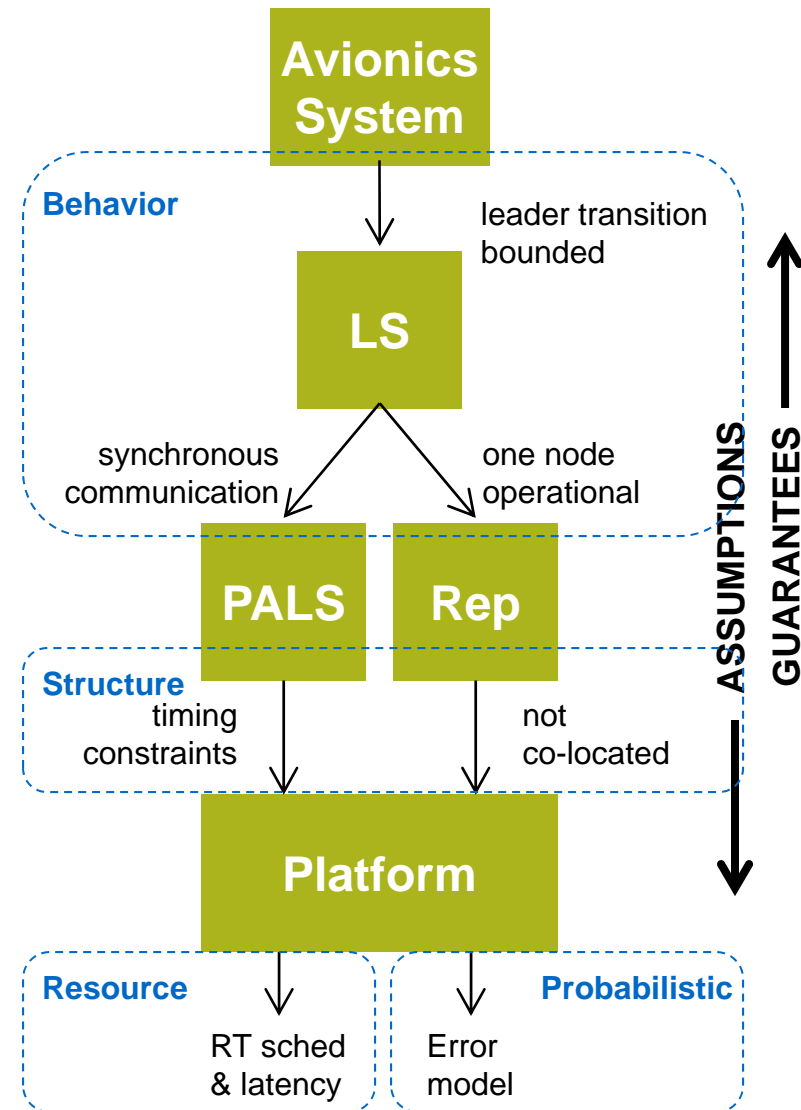 Avionics
System
Behavior
leader transition
bounded
LS
synchronous
communication
one node
operational
ASSUMPTIONS
GUARANTEES
PALS
Rep
Structure
timing
constraints
not
co-located
Platform
Resource
Probabilistic
RT sched
& latency
Error
model